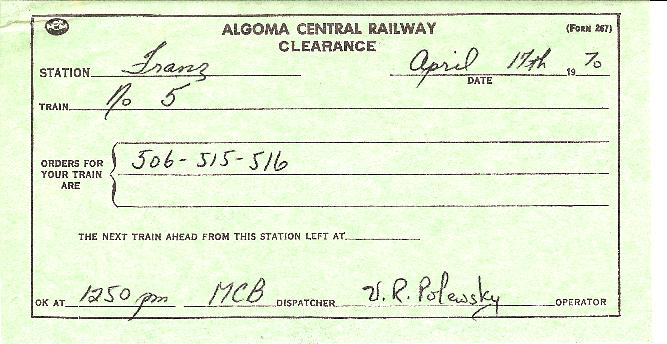 ALGOMA CENTRAL RAILWAY (FORM 267)
CLEARANCE
STATION Franz April 17th 1970
DATE
TRAIN No 5
ORDERS FOR YOUR TRAIN ARE 506-515-516
THE NEXT TRAIN AHEAD FROM THIS STATION LEFT AT
OK AT 1250 pm MCB DISPATCHER V.R. Polewsky OPERATOR